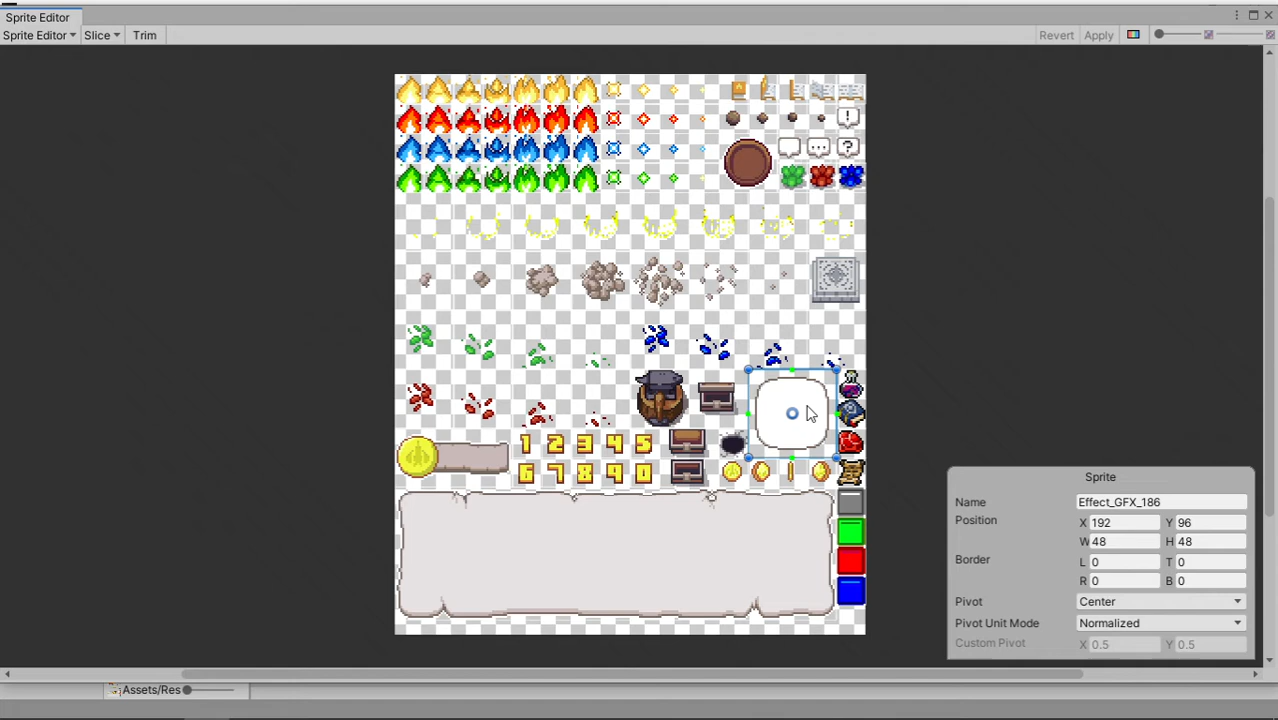 Sprite Editor
Sprite Editor Slice Trim Revert Apply
!
... ?
1 2 3 4 5
6 7 8 9 0
Sprite
Name Effect_GFX_186
Position X 192 Y 96
W 48 H 48
Border L 0 T 0
R 0 B 0
Pivot Center
Pivot Unit Mode Normalized
Custom Pivot X 0.5 Y 0.5
Assets/Res